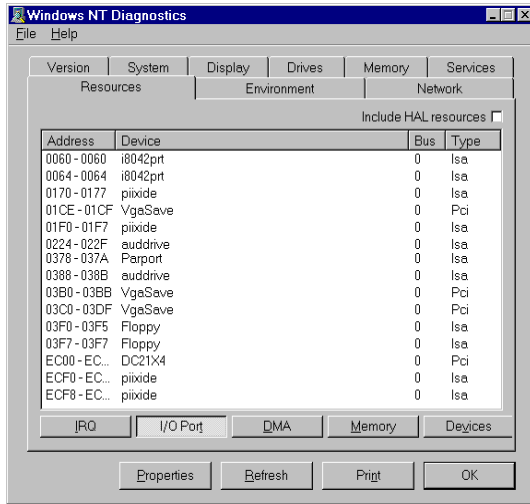 Windows NT Diagnostics
File Help
Version System Display Drives Memory Services
Resources Environment Network
Include HAL resources
Address Device Bus Type
0060 - 0060 i8042prt 0 Isa
0064 - 0064 i8042prt 0 Isa
0170 - 0177 piixide 0 Isa
01CE - 01CF VgaSave 0 Pci
01F0 - 01F7 piixide 0 Isa
0224 - 022F auddrive 0 Isa
0378 - 037A Parport 0 Isa
0388 - 038B auddrive 0 Isa
03B0 - 03BB VgaSave 0 Pci
03C0 - 03DF VgaSave 0 Pci
03F0 - 03F5 Floppy 0 Isa
03F7 - 03F7 Floppy 0 Isa
EC00 - EC... DC21X4 0 Pci
ECF0 - EC... piixide 0 Isa
ECF8 - EC... piixide 0 Isa
IRQ I/O Port DMA Memory Devices
Properties Refresh Print OK